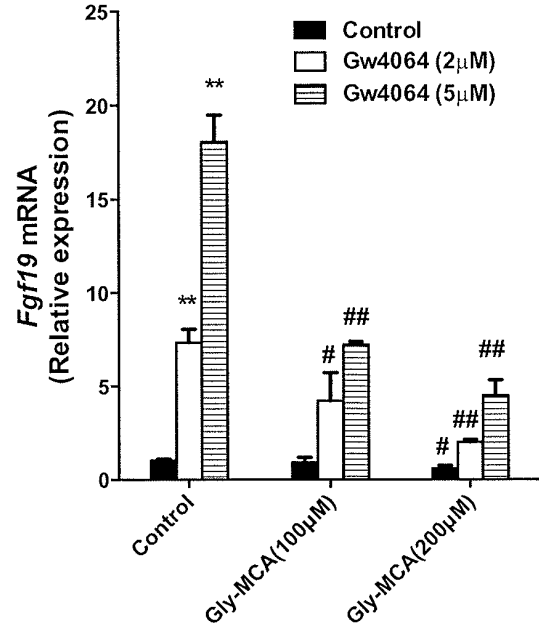 Control
Gw4064 (2µM)
Gw4064 (5µM)
Fgf19 mRNA
(Relative expression)
25
20
15
10
5
0
**
**
#
##
#
##
##
Control
Gly-MCA(100µM)
Gly-MCA(200µM)